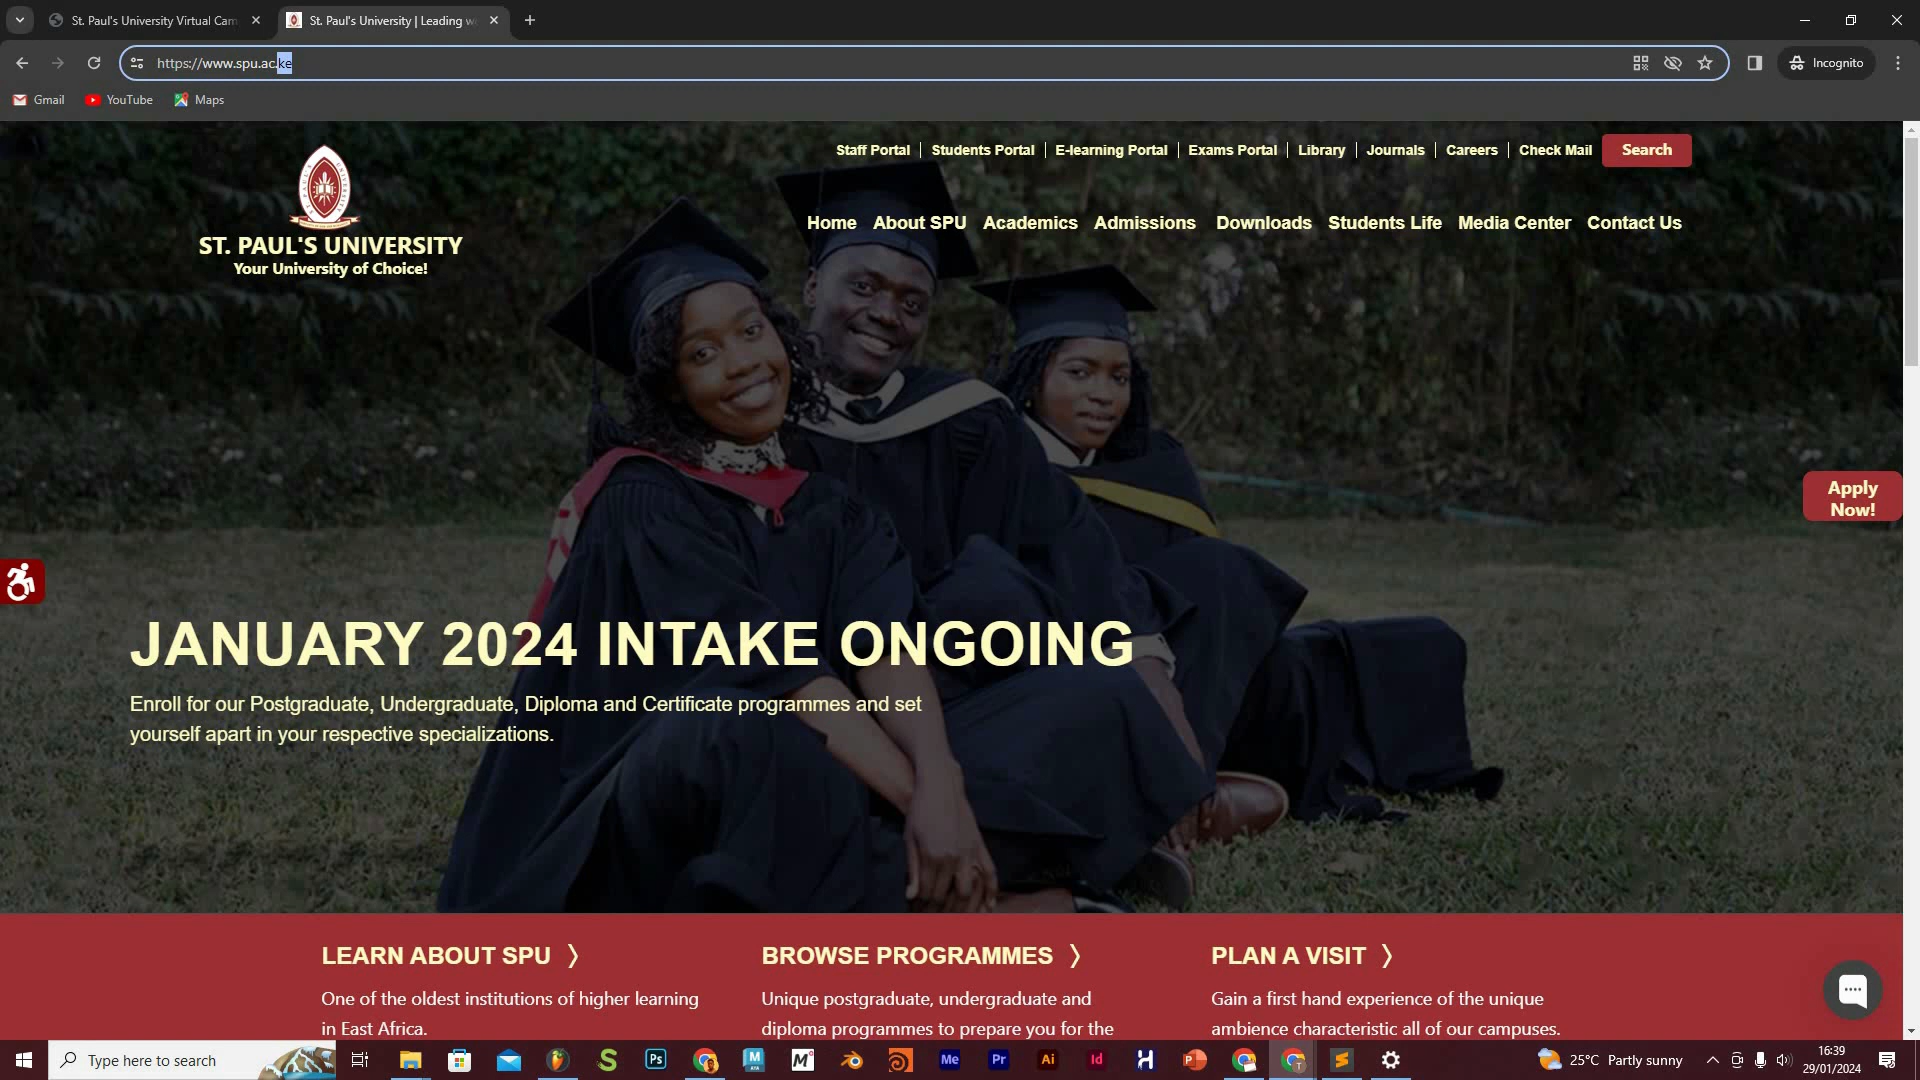 St. Paul's University Virtual Cam
St. Paul's University | Leading w
https://www.spu.ac.ke
Incognito
Gmail
YouTube
Maps
Staff Portal
Students Portal
E-learning Portal
Exams Portal
Library
Journals
Careers
Check Mail
Search
ST. PAUL'S UNIVERSITY
Your University of Choice!
Home
About SPU
Academics
Admissions
Downloads
Students Life
Media Center
Contact Us
Apply
Now!
JANUARY 2024 INTAKE ONGOING
Enroll for our Postgraduate, Undergraduate, Diploma and Certificate programmes and set
yourself apart in your respective specializations.
LEARN ABOUT SPU
One of the oldest institutions of higher learning
in East Africa.
BROWSE PROGRAMMES
Unique postgraduate, undergraduate and
diploma programmes to prepare you for the
PLAN A VISIT
Gain a first hand experience of the unique
ambience characteristic all of our campuses.
Type here to search
Ps
Me
Pr
Ai
Id
25°C Partly sunny
16:39
29/01/2024